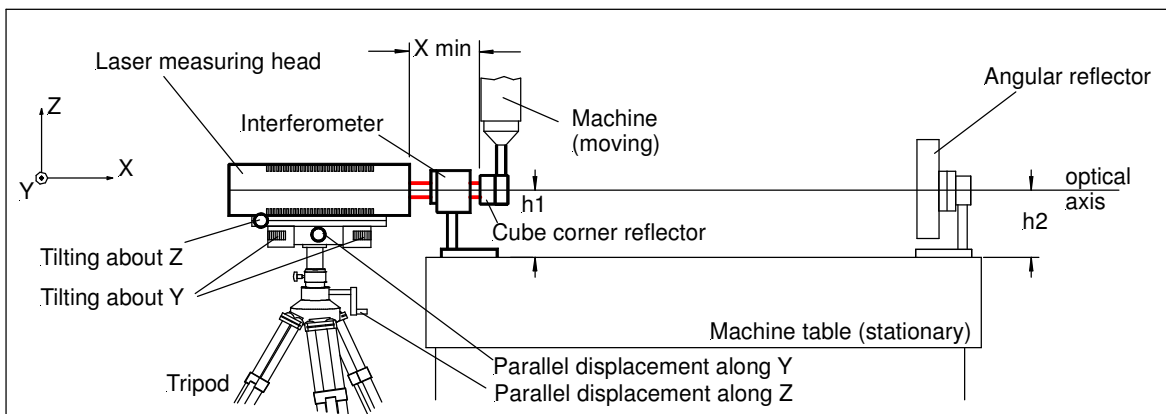 X min
Laser measuring head
Angular reflector
Z
Interferometer
Machine
(moving)
X
Y
optical
axis
h1
h2
Cube corner reflector
Tilting about Z
Tilting about Y
Machine table (stationary)
Parallel displacement along Y
Tripod
Parallel displacement along Z